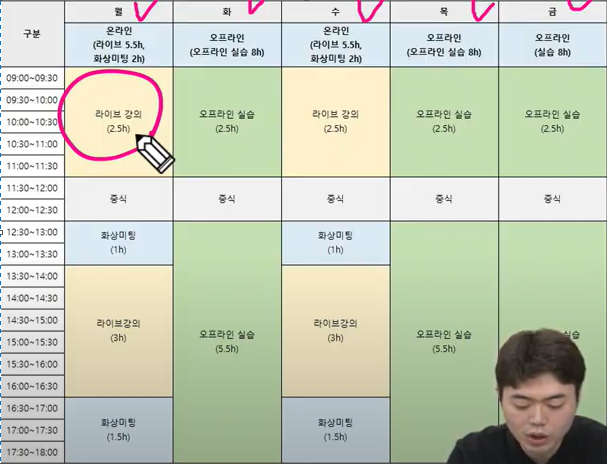 구분
월
화
수
목
금
온라인
(라이브 5.5h,
화상미팅 2h)
오프라인
(오프라인 실습 8h)
온라인
(라이브 5.5h,
화상미팅 2h)
오프라인
(오프라인 실습 8h)
오프라인
(실습 8h)
09:00~09:30
09:30~10:00
10:00~10:30
10:30~11:00
11:00~11:30
라이브 강의
(2.5h)
오프라인 실습
(2.5h)
라이브 강의
(2.5h)
오프라인 실습
(2.5h)
오프라인 실습
(2.5h)
11:30~12:00
12:00~12:30
중식
중식
중식
중식
중식
12:30~13:00
13:00~13:30
화상미팅
(1h)
화상미팅
(1h)
13:30~14:00
14:00~14:30
14:30~15:00
15:00~15:30
15:30~16:00
16:00~16:30
라이브강의
(3h)
오프라인 실습
(5.5h)
라이브강의
(3h)
오프라인 실습
(5.5h)
실습
16:30~17:00
17:00~17:30
17:30~18:00
화상미팅
(1.5h)
화상미팅
(1.5h)